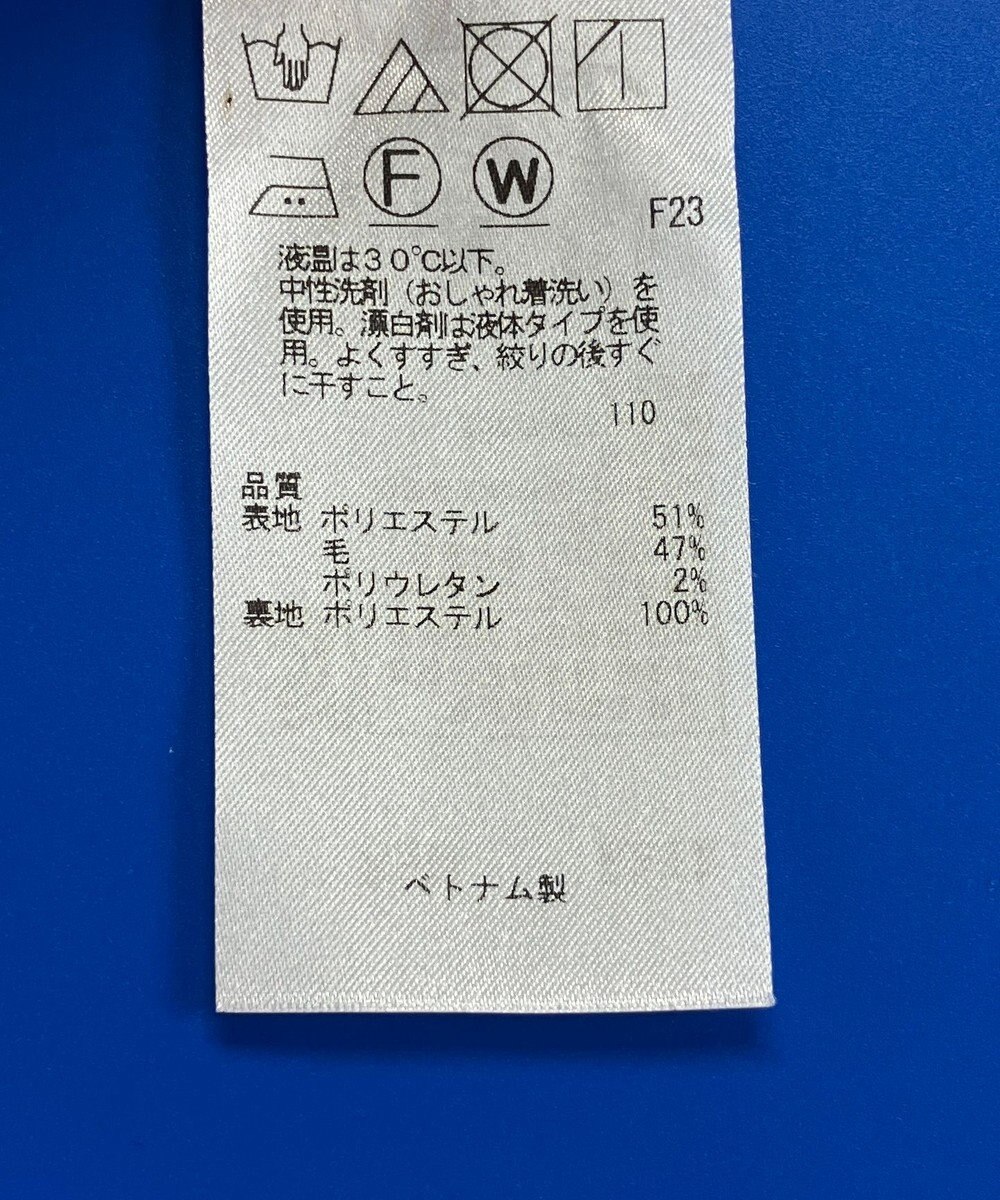 F W
F23
液温は30℃以下。
中性洗剤（おしゃれ着洗い）を
使用。漂白剤は液体タイプを使
用。よくすすぎ、絞りの後すぐ
に干すこと。
110
品質
表地 ポリエステル 51%
毛 47%
ポリウレタン 2%
裏地 ポリエステル 100%
ベトナム製